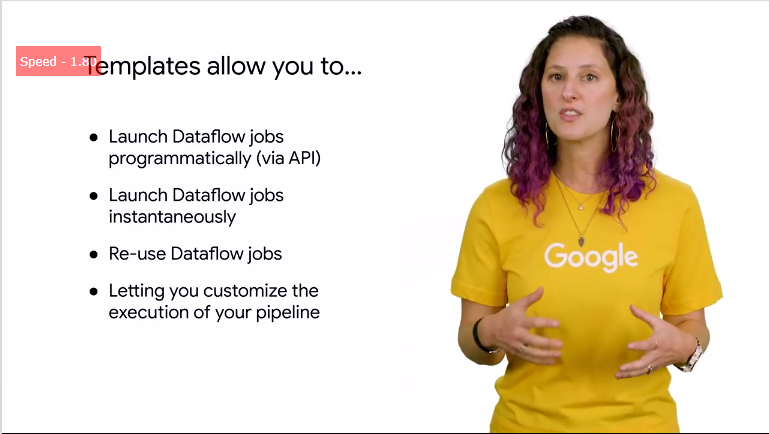 Speed - 1.80
Templates allow you to...
● Launch Dataflow jobs
programmatically (via API)
● Launch Dataflow jobs
instantaneously
● Re-use Dataflow jobs
● Letting you customize the
execution of your pipeline
Google